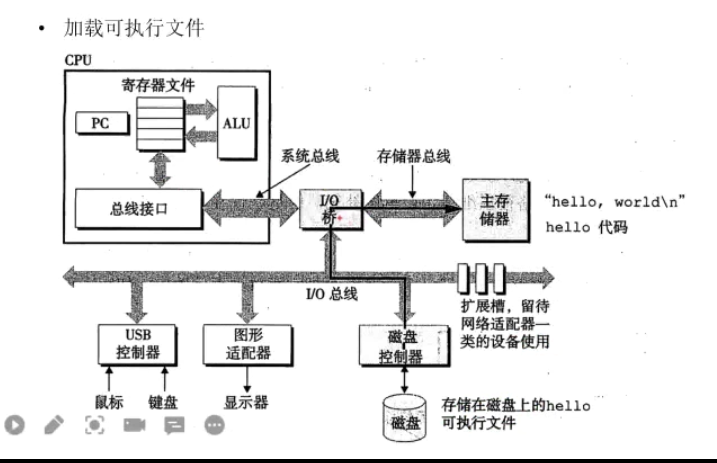 • 加载可执行文件
CPU
寄存器文件
PC
ALU
系统总线
存储器总线
总线接口
I/O
桥
主存
储器
“hello, world\n”
hello 代码
I/O 总线
扩展槽，留待
网络适配器一
类的设备使用
USB
控制器
图形
适配器
磁盘
控制器
鼠标
键盘
显示器
磁盘
存储在磁盘上的hello
可执行文件